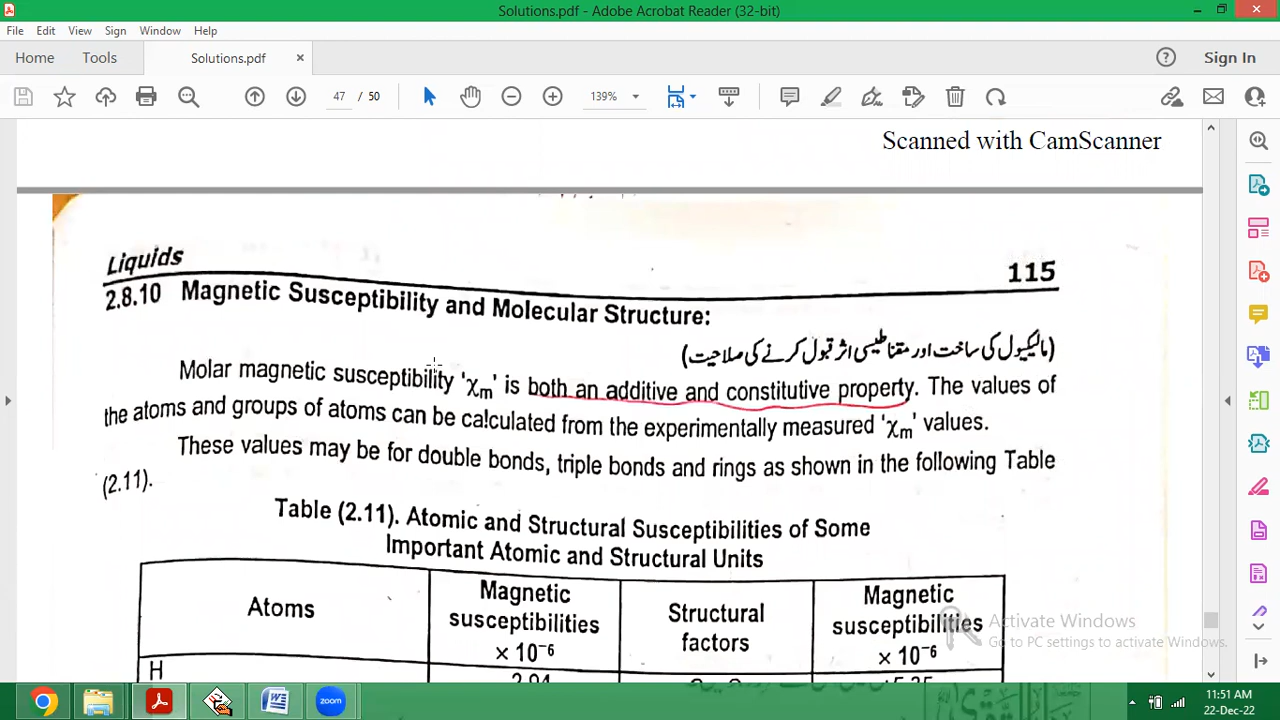 Solutions.pdf - Adobe Acrobat Reader (32-bit)
File Edit View Sign Window Help
Home Tools Solutions.pdf × Sign In
47 / 50 139%
Scanned with CamScanner
Liquids 115
2.8.10 Magnetic Susceptibility and Molecular Structure:
(مالیکیول کی ساخت اور مقناطیسی اثر قبول کرنے کی صلاحیت)
Molar magnetic susceptibility 'χm' is both an additive and constitutive property. The values of
the atoms and groups of atoms can be calculated from the experimentally measured 'χm' values.
These values may be for double bonds, triple bonds and rings as shown in the following Table
(2.11).
Table (2.11). Atomic and Structural Susceptibilities of Some
Important Atomic and Structural Units
Atoms
Magnetic
susceptibilities
× 10⁻⁶
Structural
factors
Magnetic
susceptibilities
× 10⁻⁶
H
Activate Windows
Go to PC settings to activate Windows.
zoom
11:51 AM
22-Dec-22